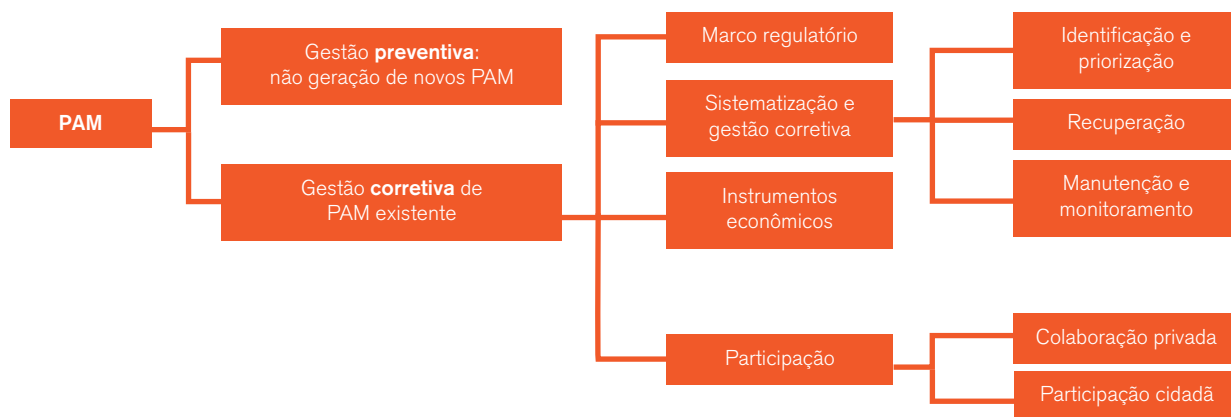 PAM
Gestão preventiva:
não geração de novos PAM
Gestão corretiva de
PAM existente
Marco regulatório
Sistematização e
gestão corretiva
Instrumentos
econômicos
Participação
Identificação e
priorização
Recuperação
Manutenção e
monitoramento
Colaboração privada
Participação cidadã